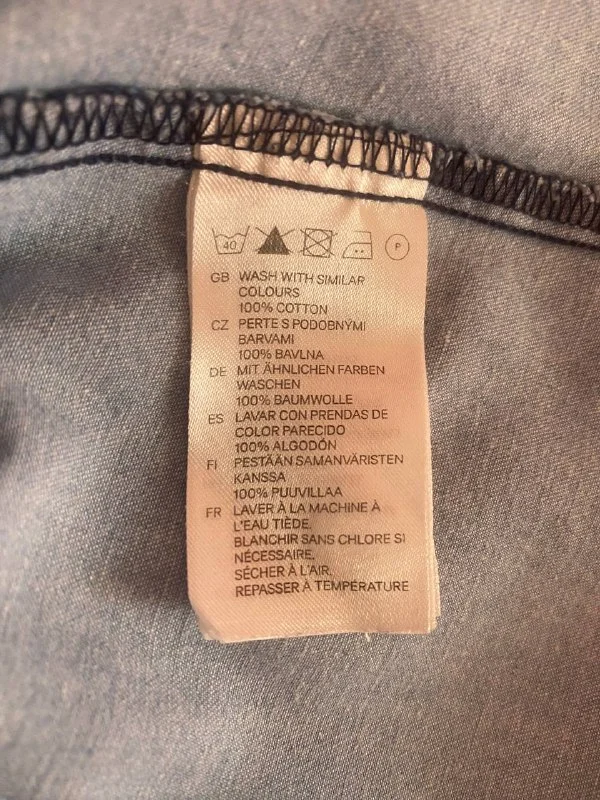 40 P
GB WASH WITH SIMILAR
COLOURS
100% COTTON
CZ PERTE S PODOBNÝMI
BARVAMI
100% BAVLNA
DE MIT ÄHNLICHEN FARBEN
WASCHEN
100% BAUMWOLLE
ES LAVAR CON PRENDAS DE
COLOR PARECIDO
100% ALGODÓN
FI PESTÄÄN SAMANVÄRISTEN
KANSSA
100% PUUVILLAA
FR LAVER À LA MACHINE À
L'EAU TIÈDE.
BLANCHIR SANS CHLORE SI
NÉCESSAIRE.
SÉCHER À L'AIR.
REPASSER À TEMPÉRATURE